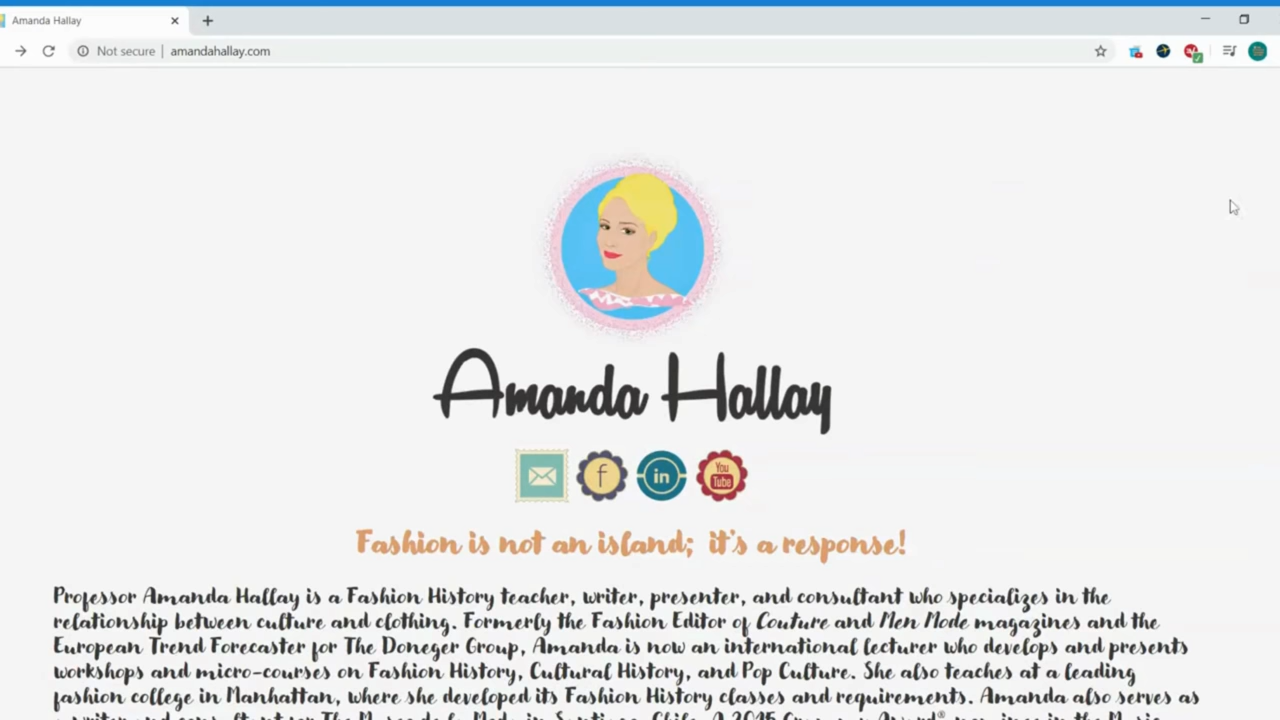 Amanda Hallay
Not secure | amandahallay.com
Amanda Hallay
f
in
You
Tube
Fashion is not an island; it's a response!
Professor Amanda Hallay is a Fashion History teacher, writer, presenter, and consultant who specializes in the
relationship between culture and clothing. Formerly the Fashion Editor of Couture and Men Mode magazines and the
European Trend Forecaster for The Doneger Group, Amanda is now an international lecturer who develops and presents
workshops and micro-courses on Fashion History, Cultural History, and Pop Culture. She also teaches at a leading
fashion college in Manhattan, where she developed its Fashion History classes and requirements. Amanda also serves as